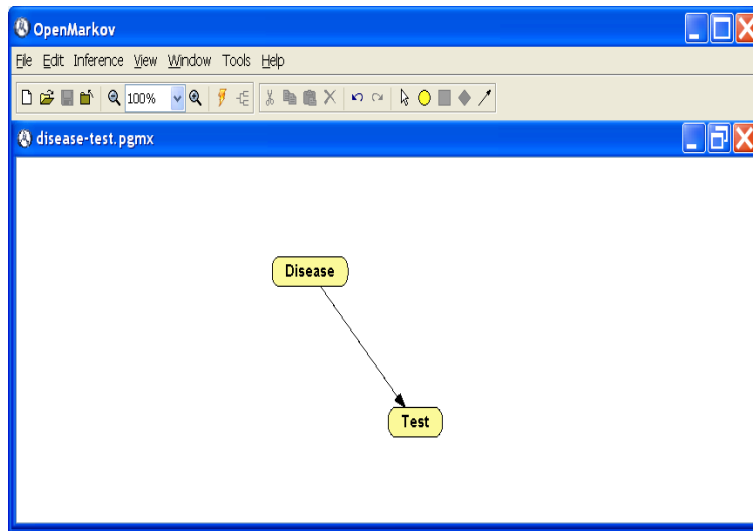 OpenMarkov
File Edit Inference View Window Tools Help
100%
disease-test.pgmx
Disease
Test